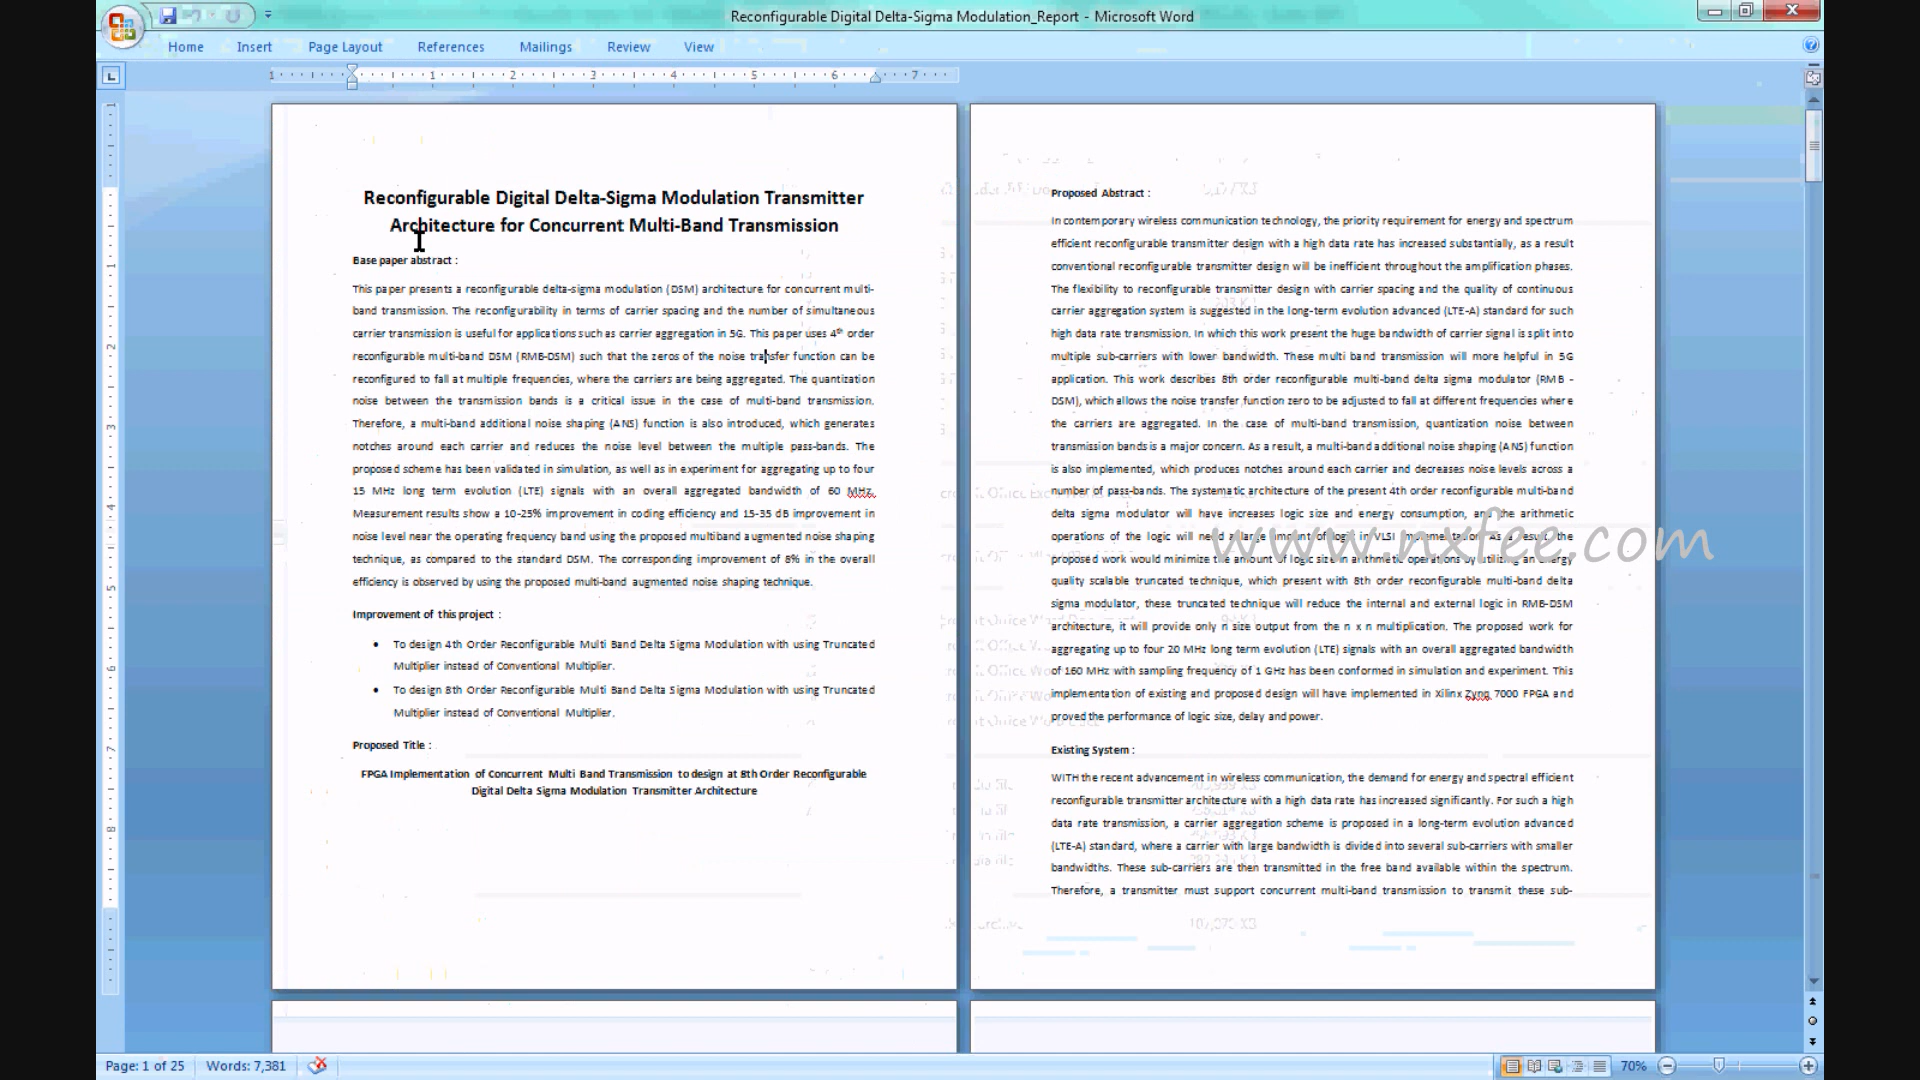 Reconfigurable Digital Delta-Sigma Modulation_Report - Microsoft Word
Home Insert Page Layout References Mailings Review View
1 1 2 3 4 5 6 7
Reconfigurable Digital Delta-Sigma Modulation Transmitter
Architecture for Concurrent Multi-Band Transmission
Base paper abstract :
This paper presents a reconfigurable delta-sigma modulation (DSM) architecture for concurrent multi-
band transmission. The reconfigurability in terms of carrier spacing and the number of simultaneous
carrier transmission is useful for applications such as carrier aggregation in 5G. This paper uses 4th order
reconfigurable multi-band DSM (RMB-DSM) such that the zeros of the noise transfer function can be
reconfigured to fall at multiple frequencies, where the carriers are being aggregated. The quantization
noise between the transmission bands is a critical issue in the case of multi-band transmission.
Therefore, a multi-band additional noise shaping (ANS) function is also introduced, which generates
notches around each carrier and reduces the noise level between the multiple pass-bands. The
proposed scheme has been validated in simulation, as well as in experiment for aggregating up to four
15 MHz long term evolution (LTE) signals with an overall aggregated bandwidth of 60 MHz.
Measurement results show a 10-25% improvement in coding efficiency and 15-35 dB improvement in
noise level near the operating frequency band using the proposed multiband augmented noise shaping
technique, as compared to the standard DSM. The corresponding improvement of 8% in the overall
efficiency is observed by using the proposed multi-band augmented noise shaping technique.
Improvement of this project :
• To design 4th Order Reconfigurable Multi Band Delta Sigma Modulation with using Truncated
Multiplier instead of Conventional Multiplier.
• To design 8th Order Reconfigurable Multi Band Delta Sigma Modulation with using Truncated
Multiplier instead of Conventional Multiplier.
Proposed Title :
FPGA Implementation of Concurrent Multi Band Transmission to design at 8th Order Reconfigurable
Digital Delta Sigma Modulation Transmitter Architecture
Proposed Abstract :
In contemporary wireless communication technology, the priority requirement for energy and spectrum
efficient reconfigurable transmitter design with a high data rate has increased substantially, as a result
conventional reconfigurable transmitter design will be inefficient throughout the amplification phases.
The flexibility to reconfigurable transmitter design with carrier spacing and the quality of continuous
carrier aggregation system is suggested in the long-term evolution advanced (LTE-A) standard for such
high data rate transmission. In which this work present the huge bandwidth of carrier signal is split into
multiple sub-carriers with lower bandwidth. These multi band transmission will more helpful in 5G
application. This work describes 8th order reconfigurable multi-band delta sigma modulator (RMB -
DSM), which allows the noise transfer function zero to be adjusted to fall at different frequencies where
the carriers are aggregated. In the case of multi-band transmission, quantization noise between
transmission bands is a major concern. As a result, a multi-band additional noise shaping (ANS) function
is also implemented, which produces notches around each carrier and decreases noise levels across a
number of pass-bands. The systematic architecture of the present 4th order reconfigurable multi-band
delta sigma modulator will have increases logic size and energy consumption, and the arithmetic
operations of the logic will need a large amount of logic in VLSI implementation. As a result, the
proposed work would minimize the amount of logic size in arithmetic operations by utilizing an energy
quality scalable truncated technique, which present with 8th order reconfigurable multi-band delta
sigma modulator, these truncated technique will reduce the internal and external logic in RMB-DSM
architecture, it will provide only n size output from the n x n multiplication. The proposed work for
aggregating up to four 20 MHz long term evolution (LTE) signals with an overall aggregated bandwidth
of 160 MHz with sampling frequency of 1 GHz has been conformed in simulation and experiment. This
implementation of existing and proposed design will have implemented in Xilinx Zynq 7000 FPGA and
proved the performance of logic size, delay and power.
Existing System :
WITH the recent advancement in wireless communication, the demand for energy and spectral efficient
reconfigurable transmitter architecture with a high data rate has increased significantly. For such a high
data rate transmission, a carrier aggregation scheme is proposed in a long-term evolution advanced
(LTE-A) standard, where a carrier with large bandwidth is divided into several sub-carriers with smaller
bandwidths. These sub-carriers are then transmitted in the free band available within the spectrum.
Therefore, a transmitter must support concurrent multi-band transmission to transmit these sub-
www.nxfee.com
Page: 1 of 25 Words: 7,381 70%